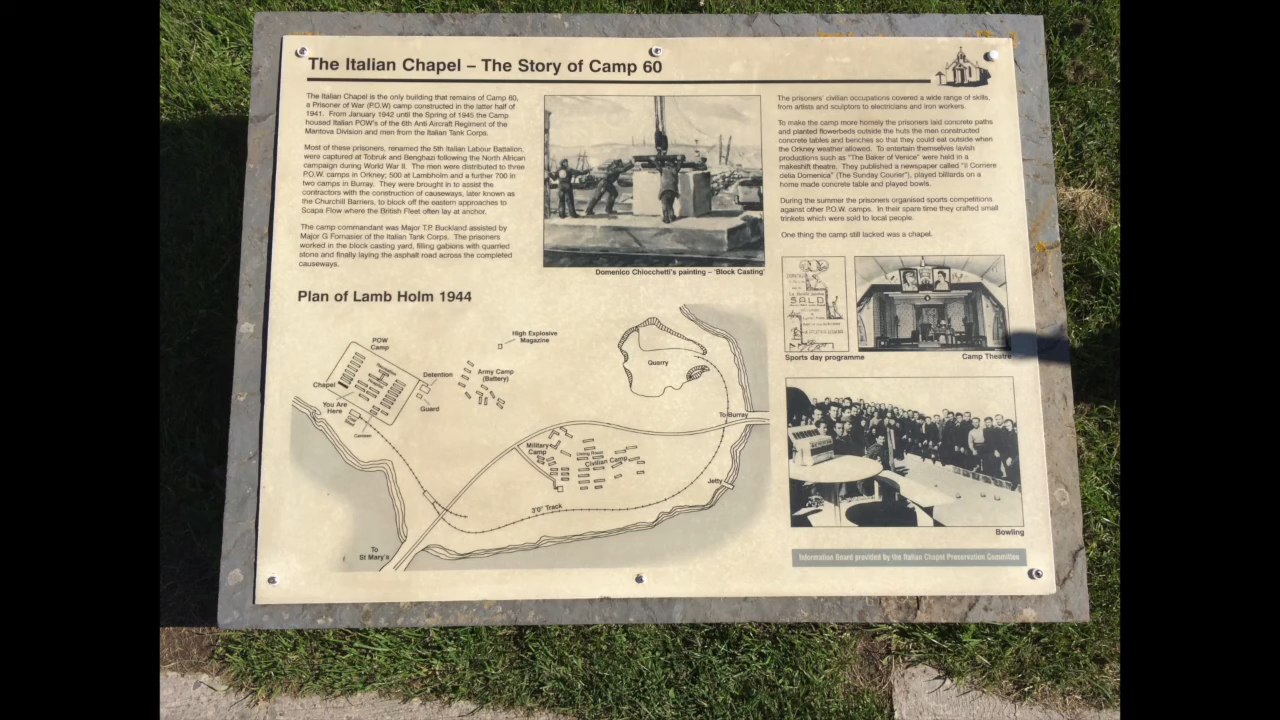 The Italian Chapel – The Story of Camp 60
The Italian Chapel is the only building that remains of Camp 60,
a Prisoner of War (P.O.W) camp constructed in the latter half of
1941. From January 1942 until the Spring of 1945 the Camp
housed Italian POW's of the 6th Anti Aircraft Regiment of the
Mantova Division and men from the Italian Tank Corps.
Most of these prisoners, renamed the 5th Italian Labour Battalion,
were captured at Tobruk and Benghazi following the North African
campaign during World War II. The men were distributed to three
P.O.W. camps in Orkney; 500 at Lambholm and a further 700 in
two camps in Burray. They were brought in to assist the
contractors with the construction of causeways, later known as
the Churchill Barriers, to block off the eastern approaches to
Scapa Flow where the British Fleet often lay at anchor.
The camp commandant was Major T.P. Buckland assisted by
Major G Fornasier of the Italian Tank Corps. The prisoners
worked in the block casting yard, filling gabions with quarried
stone and finally laying the asphalt road across the completed
causeways.
Domenico Chiocchetti's painting – 'Block Casting'
The prisoners' civilian occupations covered a wide range of skills,
from artists and sculptors to electricians and iron workers.
To make the camp more homely the prisoners laid concrete paths
and planted flowerbeds outside the huts the men constructed
concrete tables and benches so that they could eat outside when
the Orkney weather allowed. To entertain themselves lavish
productions such as "The Baker of Venice" were held in a
makeshift theatre. They published a newspaper called "Il Corriere
della Domenica" (The Sunday Courier"), played billiards on a
home made concrete table and played bowls.
During the summer the prisoners organised sports competitions
against other P.O.W. camps. In their spare time they crafted small
trinkets which were sold to local people.
One thing the camp still lacked was a chapel.
SALD
Sports day programme
Camp Theatre
Bowling
Information Board provided by the Italian Chapel Preservation Committee
Plan of Lamb Holm 1944
High Explosive
Magazine
POW
Camp
Quarry
Detention
Army Camp
(Battery)
Chapel
You Are
Here
Guard
Canteen
To Burray
Military
Camp
Civilian Camp
Jetty
3'0" Track
To
St Mary's